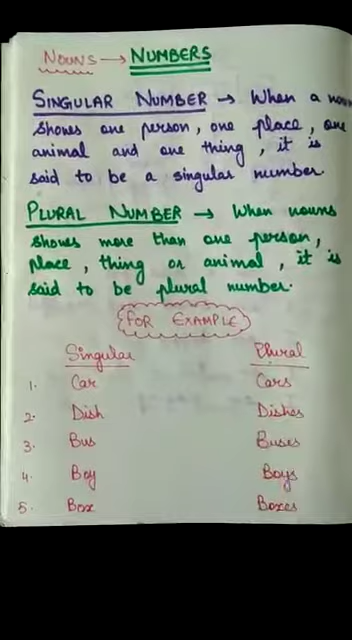 NOUNS → NUMBERS
SINGULAR NUMBER → When a noun
shows one person, one place, one
animal and one thing, it is
said to be a singular number.
PLURAL NUMBER → When nouns
shows more than one person,
place, thing or animal, it is
said to be plural number.
FOR EXAMPLE
Singular Plural
1. Car Cars
2. Dish Dishes
3. Bus Buses
4. Boy Boys
5. Box Boxes